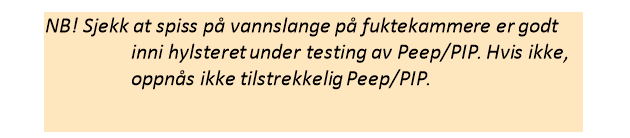 NB! Sjekk at spiss på vannslange på fuktekammere er godt
inni hylsteret under testing av Peep/PIP. Hvis ikke,
oppnås ikke tilstrekkelig Peep/PIP.